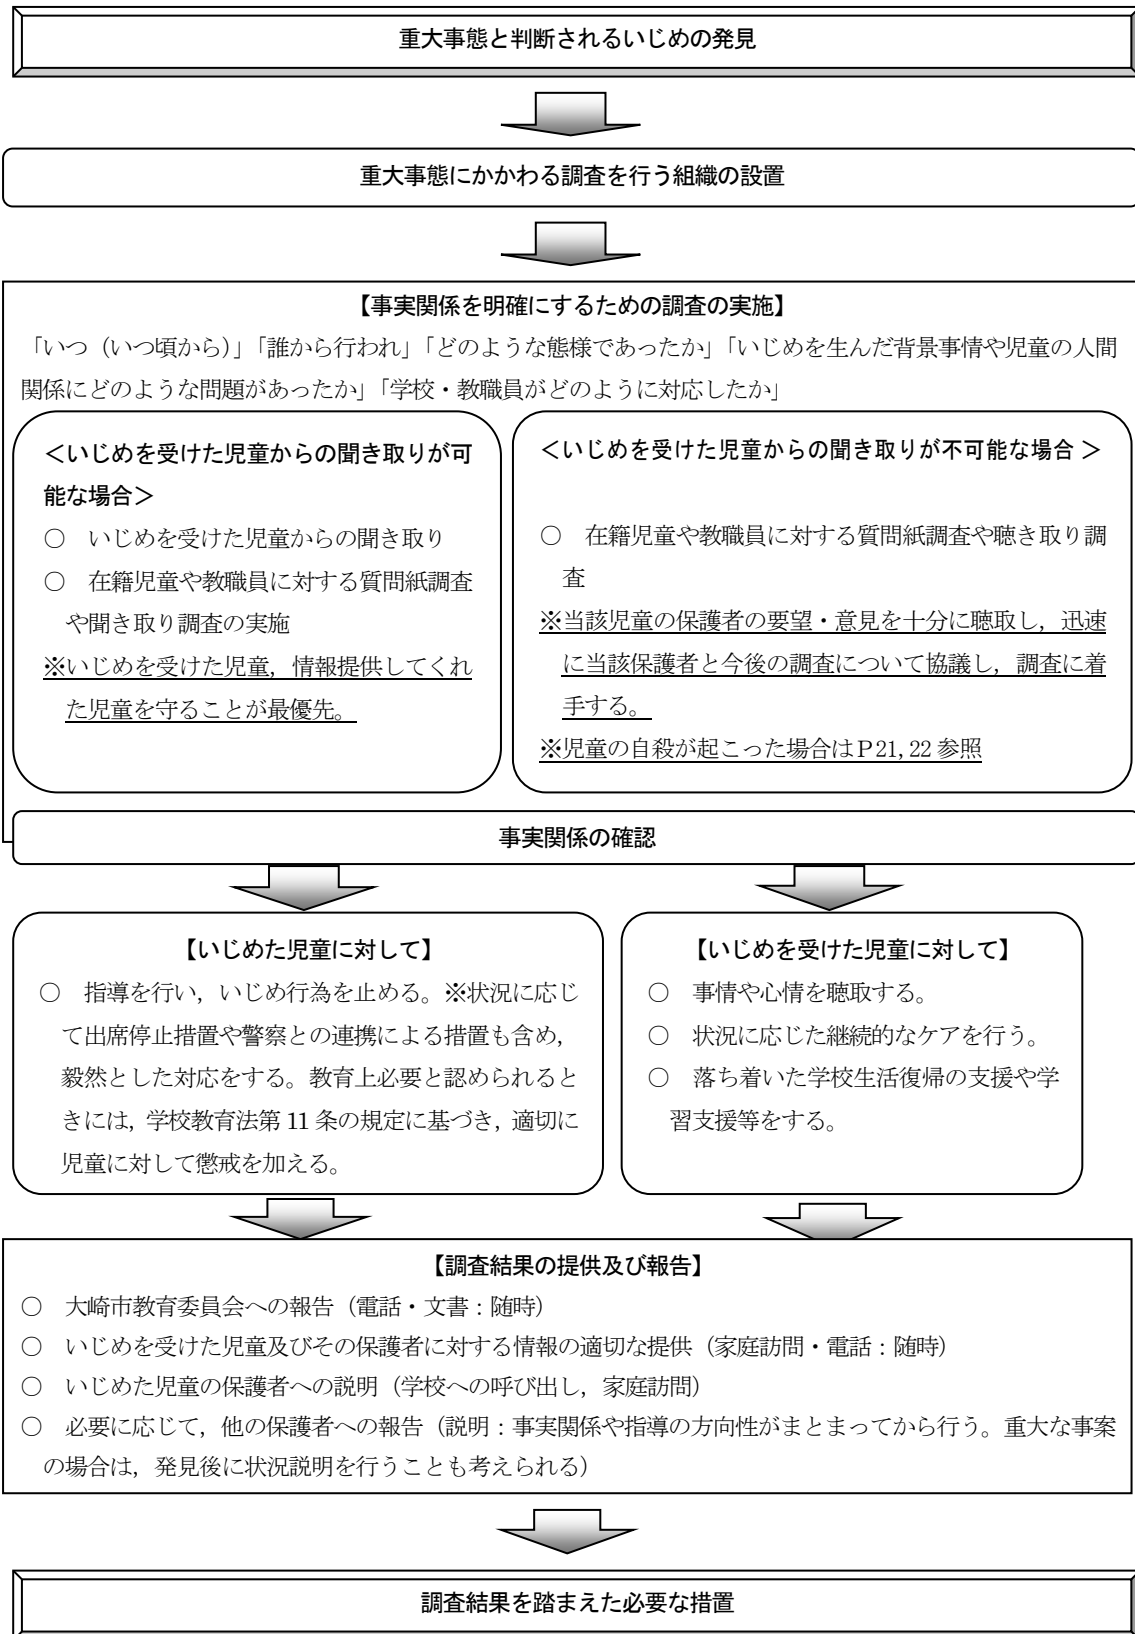 重大事態と判断されるいじめの発見
重大事態にかかわる調査を行う組織の設置
【事実関係を明確にするための調査の実施】
「いつ（いつ頃から）」「誰から行われ」「どのような態様であったか」「いじめを生んだ背景事情や児童の人間
関係にどのような問題があったか」「学校・教職員がどのように対応したか」
＜いじめを受けた児童からの聞き取りが可
能な場合＞
○　いじめを受けた児童からの聞き取り
○　在籍児童や教職員に対する質問紙調査
や聞き取り調査の実施
※いじめを受けた児童，情報提供してくれ
た児童を守ることが最優先。
＜いじめを受けた児童からの聞き取りが不可能な場合 ＞
○　在籍児童や教職員に対する質問紙調査や聴き取り調
査
※当該児童の保護者の要望・意見を十分に聴取し，迅速
に当該保護者と今後の調査について協議し，調査に着
手する。
※児童の自殺が起こった場合はＰ21，22 参照
事実関係の確認
【いじめた児童に対して】
○　指導を行い，いじめ行為を止める。※状況に応じ
て出席停止措置や警察との連携による措置も含め，
毅然とした対応をする。教育上必要と認められると
きには，学校教育法第 11 条の規定に基づき，適切に
児童に対して懲戒を加える。
【いじめを受けた児童に対して】
○　事情や心情を聴取する。
○　状況に応じた継続的なケアを行う。
○　落ち着いた学校生活復帰の支援や学
習支援等をする。
【調査結果の提供及び報告】
○　大崎市教育委員会への報告（電話・文書：随時）
○　いじめを受けた児童及びその保護者に対する情報の適切な提供（家庭訪問・電話：随時）
○　いじめた児童の保護者への説明（学校への呼び出し，家庭訪問）
○　必要に応じて，他の保護者への報告（説明：事実関係や指導の方向性がまとまってから行う。重大な事案
の場合は，発見後に状況説明を行うことも考えられる）
調査結果を踏まえた必要な措置